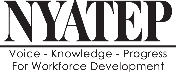 NYATEP
Voice - Knowledge - Progress
For Workforce Development